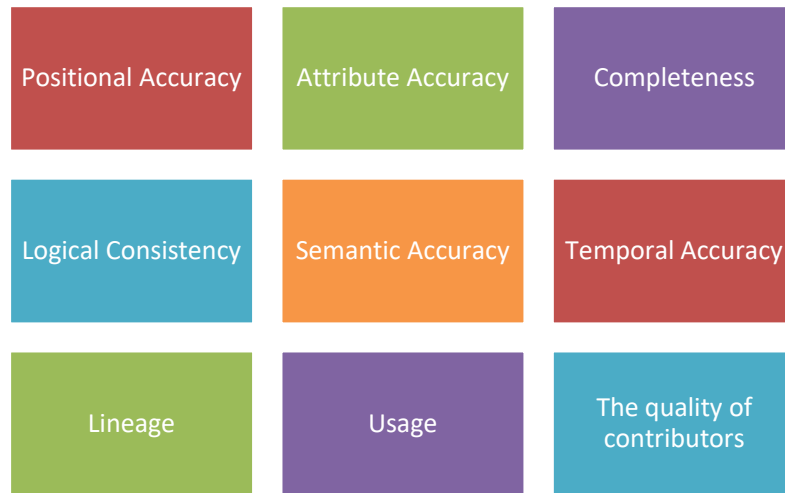 Positional Accuracy
Attribute Accuracy
Completeness
Logical Consistency
Semantic Accuracy
Temporal Accuracy
Lineage
Usage
The quality of
contributors